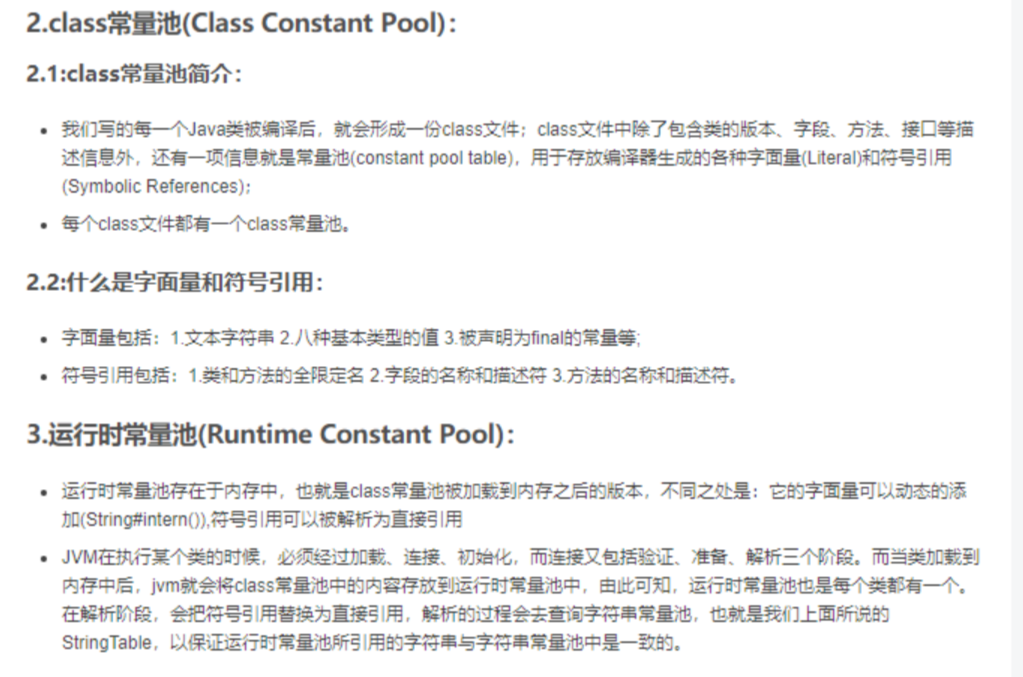 2.class常量池(Class Constant Pool)：
2.1:class常量池简介：
我们写的每一个Java类被编译后，就会形成一份class文件；class文件中除了包含类的版本、字段、方法、接口等描
述信息外，还有一项信息就是常量池(constant pool table)，用于存放编译器生成的各种字面量(Literal)和符号引用
(Symbolic References)；
每个class文件都有一个class常量池。
2.2:什么是字面量和符号引用：
字面量包括：1.文本字符串 2.八种基本类型的值 3.被声明为final的常量等;
符号引用包括：1.类和方法的全限定名 2.字段的名称和描述符 3.方法的名称和描述符。
3.运行时常量池(Runtime Constant Pool)：
运行时常量池存在于内存中，也就是class常量池被加载到内存之后的版本，不同之处是：它的字面量可以动态的添
加(String#intern()),符号引用可以被解析为直接引用
JVM在执行某个类的时候，必须经过加载、连接、初始化，而连接又包括验证、准备、解析三个阶段。而当类加载到
内存中后，jvm就会将class常量池中的内容存放到运行时常量池中，由此可知，运行时常量池也是每个类都有一个。
在解析阶段，会把符号引用替换为直接引用，解析的过程会去查询字符串常量池，也就是我们上面所说的
StringTable，以保证运行时常量池所引用的字符串与字符串常量池中是一致的。